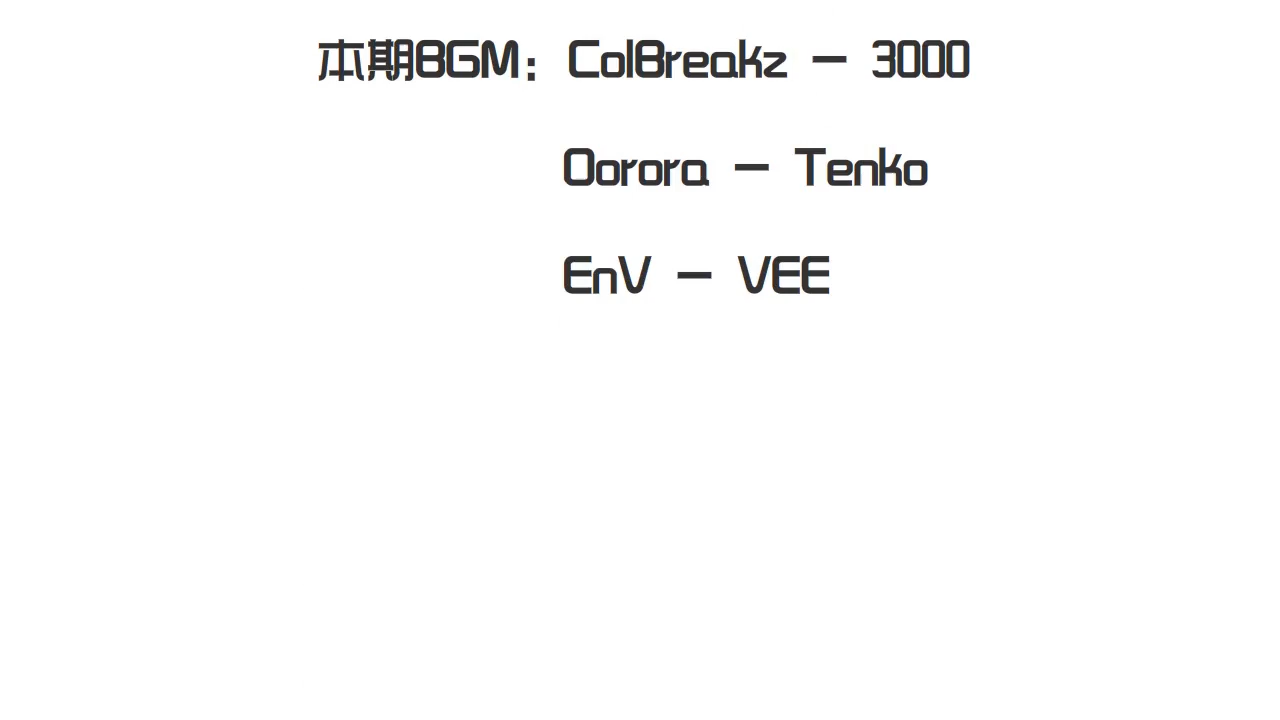 本期BGM：ColBreakz - 3000
Oorora - Tenko
EnV - VEE